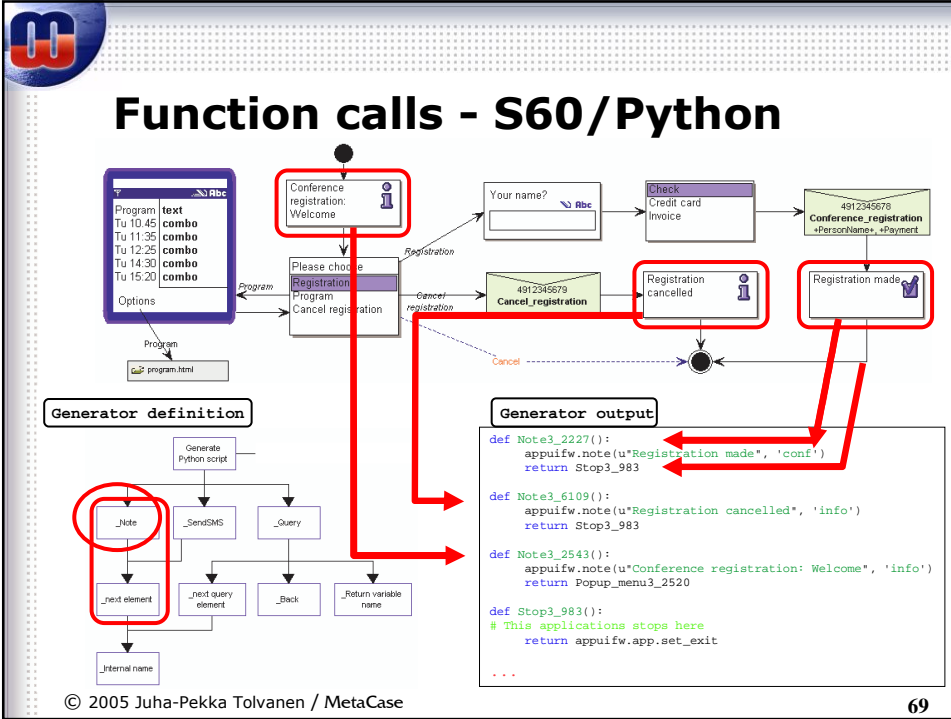 Function calls - S60/Python
Abc
Program text
Tu 10.45 combo
Tu 11:35 combo
Tu 12:25 combo
Tu 14:30 combo
Tu 15:20 combo
Options
Program
program.html
Program
Conference
registration:
Welcome
Please choose
Registration
Program
Cancel registration
Registration
Cancel
registration
Cancel
Your name?
Abc
Check
Credit card
Invoice
4912345678
Conference_registration
+PersonName+, +Payment
4912345679
Cancel_registration
Registration
cancelled
Registration made
Generator definition
Generate
Python script
_Note
_SendSMS
_Query
_next element
_next query
element
_Back
_Return variable
name
_Internal name
Generator output
def Note3_2227():
appuifw.note(u"Registration made", 'conf')
return Stop3_983
def Note3_6109():
appuifw.note(u"Registration cancelled", 'info')
return Stop3_983
def Note3_2543():
appuifw.note(u"Conference registration: Welcome", 'info')
return Popup_menu3_2520
def Stop3_983():
# This applications stops here
return appuifw.app.set_exit
...
© 2005 Juha-Pekka Tolvanen / MetaCase
69